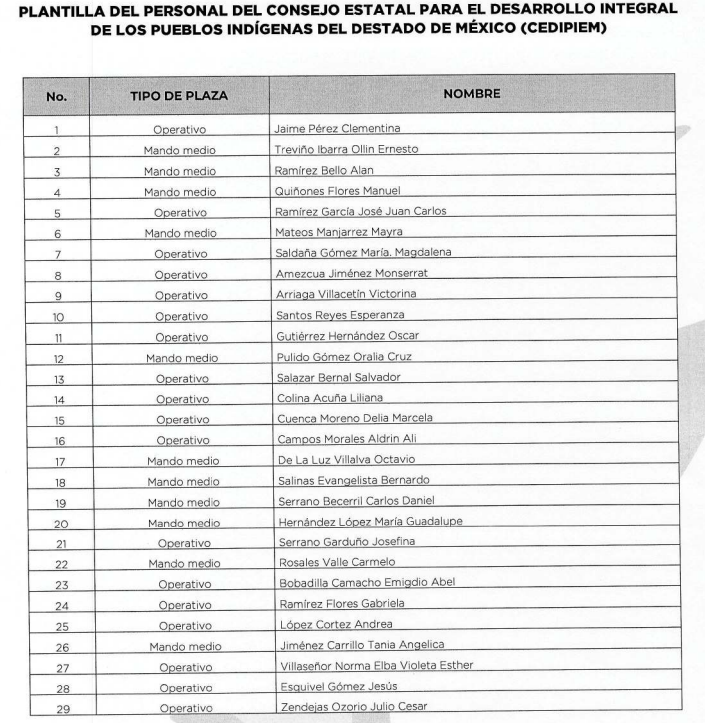 PLANTILLA DEL PERSONAL DEL CONSEJO ESTATAL PARA EL DESARROLLO INTEGRAL
DE LOS PUEBLOS INDÍGENAS DEL DESTADO DE MÉXICO (CEDIPIEM)
No. TIPO DE PLAZA NOMBRE
1 Operativo Jaime Pérez Clementina
2 Mando medio Treviño Ibarra Ollin Ernesto
3 Mando medio Ramírez Bello Alan
4 Mando medio Quiñones Flores Manuel
5 Operativo Ramírez García José Juan Carlos
6 Mando medio Mateos Manjarrez Mayra
7 Operativo Saldaña Gómez María. Magdalena
8 Operativo Amezcua Jiménez Monserrat
9 Operativo Arriaga Villacetín Victorina
10 Operativo Santos Reyes Esperanza
11 Operativo Gutiérrez Hernández Oscar
12 Mando medio Pulido Gómez Oralia Cruz
13 Operativo Salazar Bernal Salvador
14 Operativo Colina Acuña Liliana
15 Operativo Cuenca Moreno Delia Marcela
16 Operativo Campos Morales Aldrin Ali
17 Mando medio De La Luz Villalva Octavio
18 Mando medio Salinas Evangelista Bernardo
19 Mando medio Serrano Becerril Carlos Daniel
20 Mando medio Hernández López María Guadalupe
21 Operativo Serrano Garduño Josefina
22 Mando medio Rosales Valle Carmelo
23 Operativo Bobadilla Camacho Emigdio Abel
24 Operativo Ramírez Flores Gabriela
25 Operativo López Cortez Andrea
26 Mando medio Jiménez Carrillo Tania Angelica
27 Operativo Villaseñor Norma Elba Violeta Esther
28 Operativo Esquivel Gómez Jesús
29 Operativo Zendejas Ozorio Julio Cesar